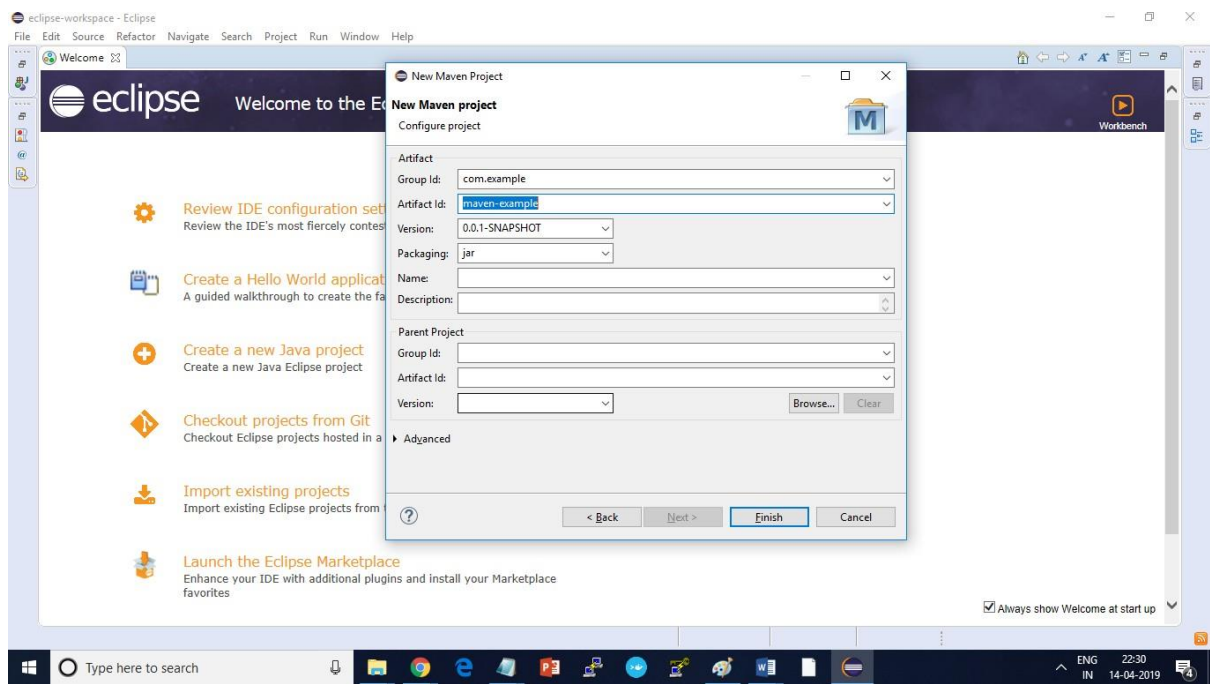 eclipse-workspace - Eclipse
File Edit Source Refactor Navigate Search Project Run Window Help
Welcome
eclipse Welcome to the Ec
Workbench
Review IDE configuration set
Review the IDE's most fiercely contes
Create a Hello World applicat
A guided walkthrough to create the fa
Create a new Java project
Create a new Java Eclipse project
Checkout projects from Git
Checkout Eclipse projects hosted in a
Import existing projects
Import existing Eclipse projects from
Launch the Eclipse Marketplace
Enhance your IDE with additional plugins and install your Marketplace
favorites
Always show Welcome at start up
New Maven Project
New Maven project
Configure project
M
Artifact
Group Id: com.example
Artifact Id: maven-example
Version: 0.0.1-SNAPSHOT
Packaging: jar
Name:
Description:
Parent Project
Group Id:
Artifact Id:
Version: Browse... Clear
Advanced
< Back Next > Finish Cancel
Type here to search
ENG 22:30
IN 14-04-2019
4